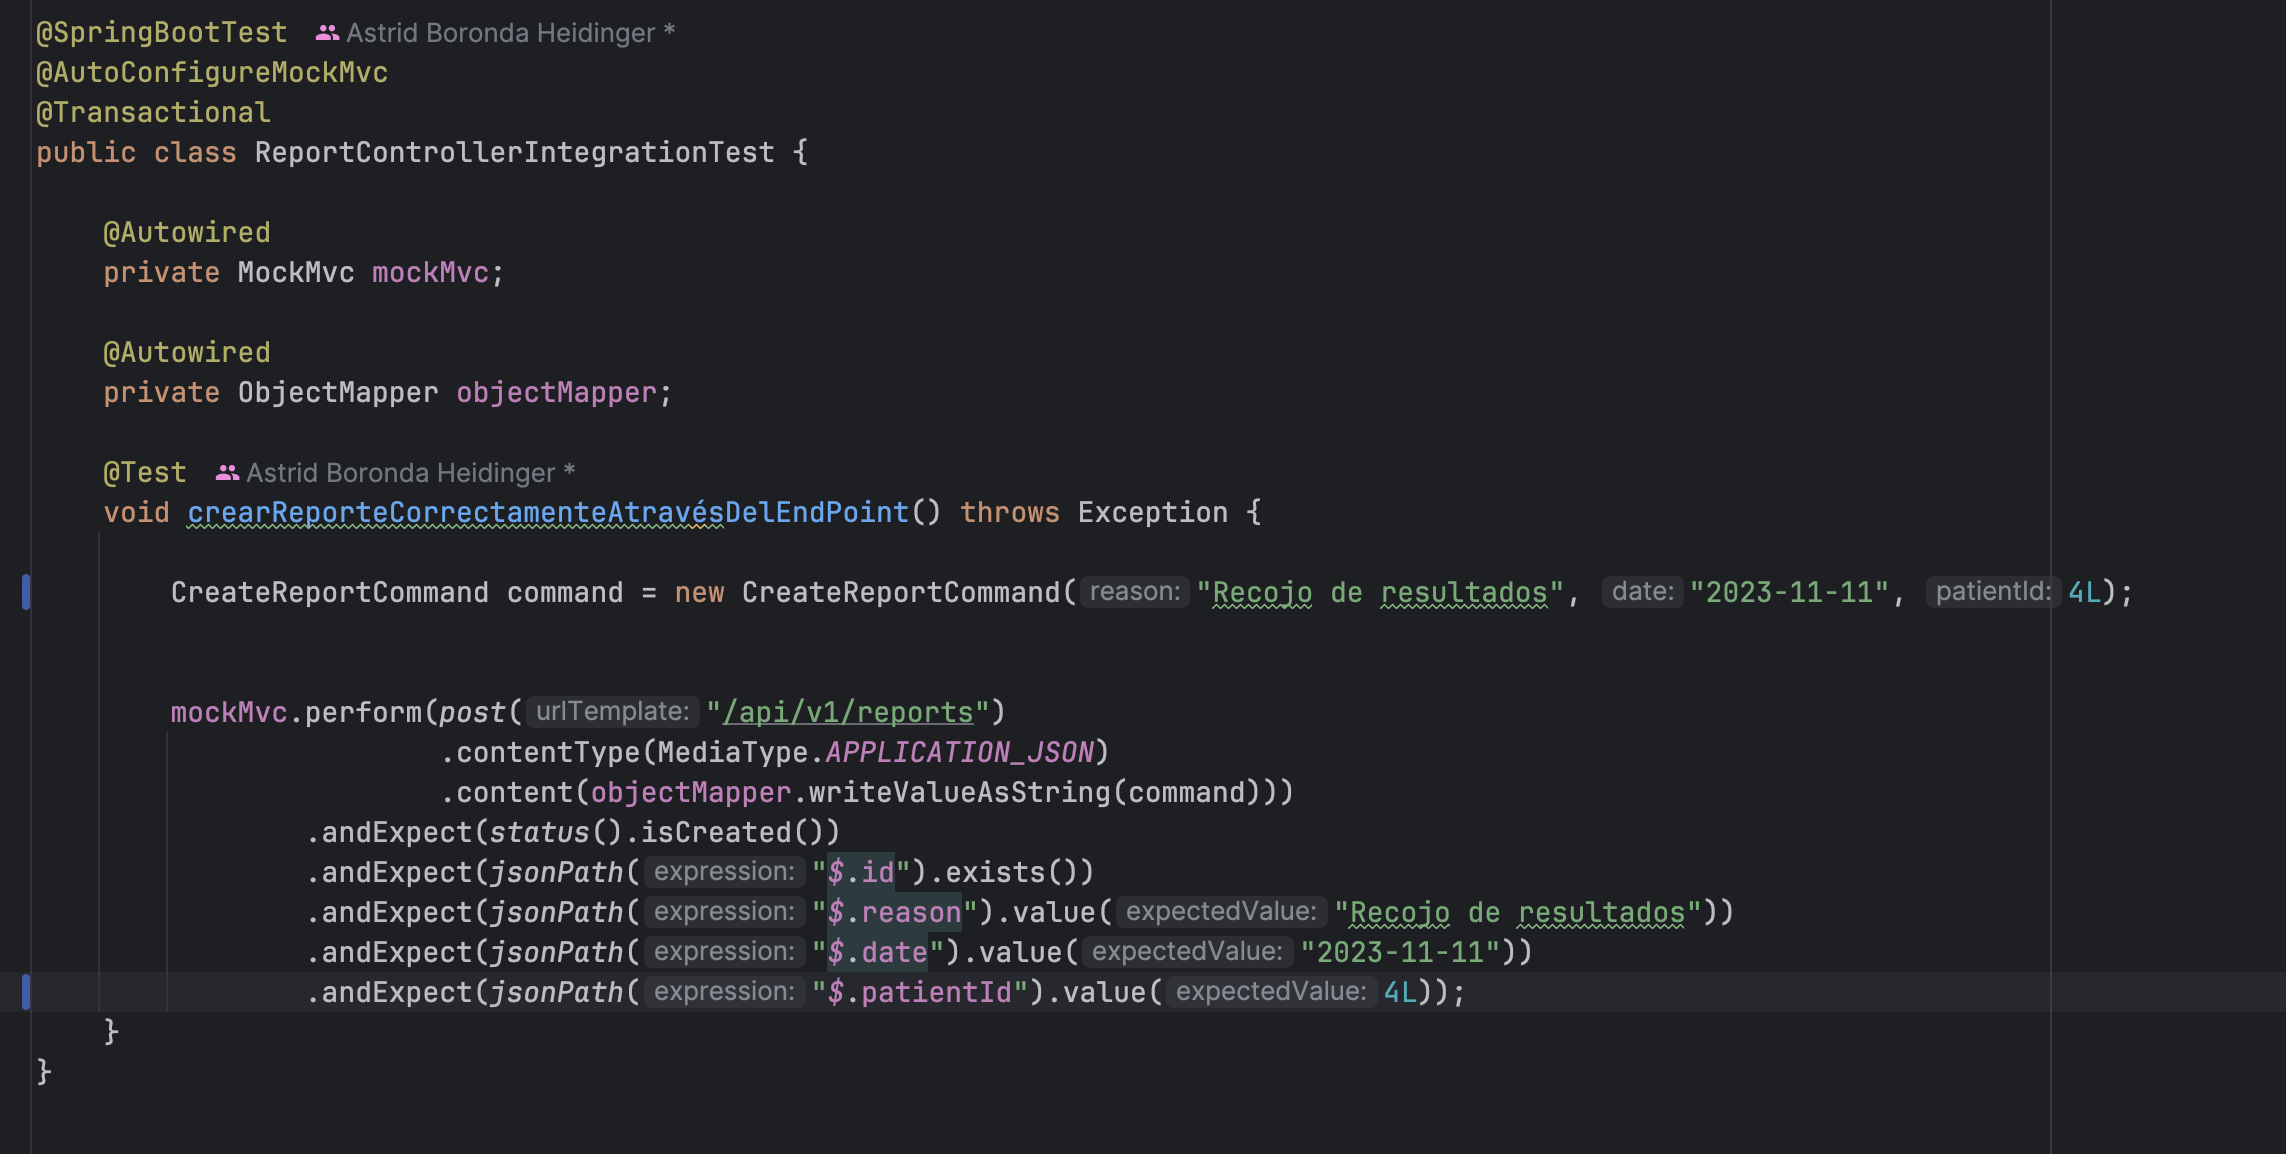 @SpringBootTest Astrid Boronda Heidinger *
@AutoConfigureMockMvc
@Transactional
public class ReportControllerIntegrationTest {
@Autowired
private MockMvc mockMvc;
@Autowired
private ObjectMapper objectMapper;
@Test Astrid Boronda Heidinger *
void crearReporteCorrectamenteAtravésDelEndPoint() throws Exception {
CreateReportCommand command = new CreateReportCommand( reason: "Recojo de resultados", date: "2023-11-11", patientId: 4L);
mockMvc.perform(post( urlTemplate: "/api/v1/reports")
.contentType(MediaType.APPLICATION_JSON)
.content(objectMapper.writeValueAsString(command)))
.andExpect(status().isCreated())
.andExpect(jsonPath( expression: "$.id").exists())
.andExpect(jsonPath( expression: "$.reason").value( expectedValue: "Recojo de resultados"))
.andExpect(jsonPath( expression: "$.date").value( expectedValue: "2023-11-11"))
.andExpect(jsonPath( expression: "$.patientId").value( expectedValue: 4L));
}
}